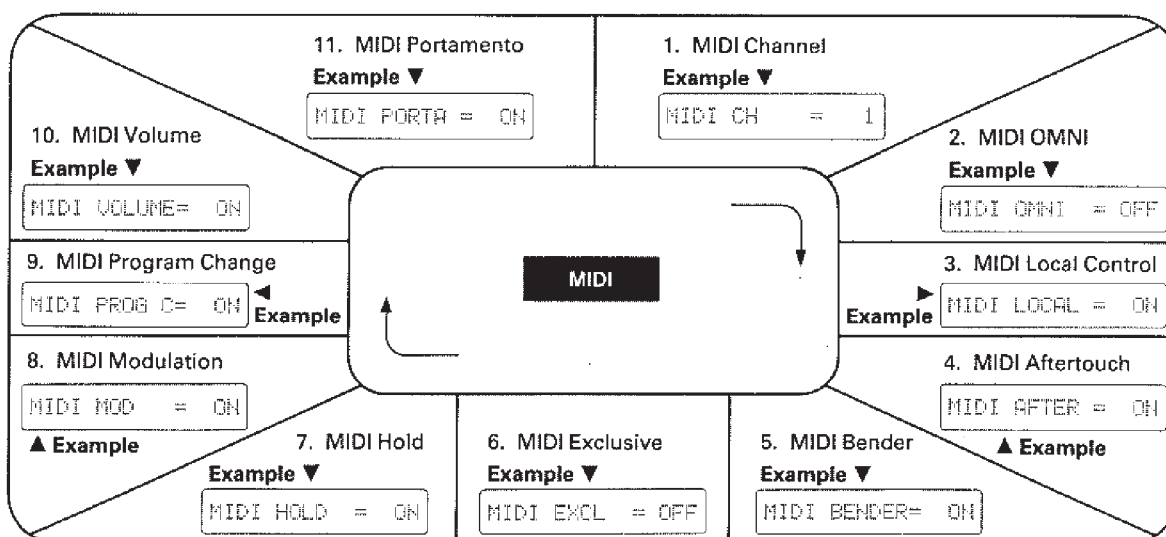 11. MIDI Portamento
Example ▼
MIDI PORTA = ON
1. MIDI Channel
Example ▼
MIDI CH = 1
10. MIDI Volume
Example ▼
MIDI VOLUME= ON
2. MIDI OMNI
Example ▼
MIDI OMNI = OFF
9. MIDI Program Change
MIDI PROG C= ON
◀ Example
MIDI
3. MIDI Local Control
▶ Example
MIDI LOCAL = ON
8. MIDI Modulation
MIDI MOD = ON
▲ Example
4. MIDI Aftertouch
MIDI AFTER = ON
▲ Example
7. MIDI Hold
Example ▼
MIDI HOLD = ON
6. MIDI Exclusive
Example ▼
MIDI EXCL = OFF
5. MIDI Bender
Example ▼
MIDI BENDER= ON